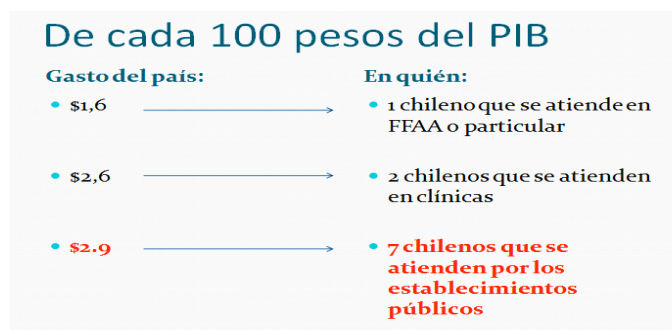 De cada 100 pesos del PIB
Gasto del país:
En quién:
• $1,6
• 1 chileno que se atiende en
FFAA o particular
• $2,6
• 2 chilenos que se atienden
en clínicas
• $2.9
• 7 chilenos que se
atienden por los
establecimientos
públicos